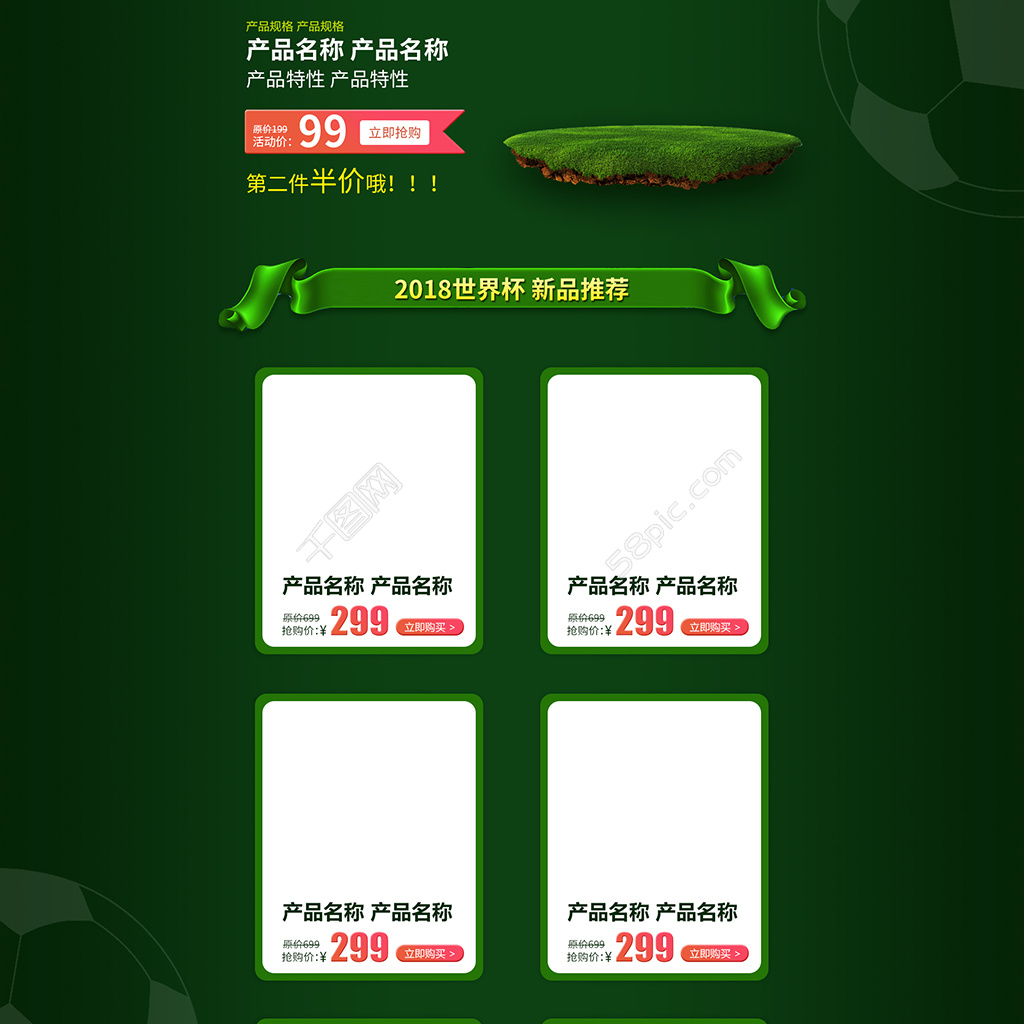 产品规格 产品规格
产品名称 产品名称
产品特性 产品特性
原价199
活动价: 99 立即抢购
第二件半价哦! ! !
2018世界杯 新品推荐
千图网
58pic.com
产品名称 产品名称
原价699
抢购价:¥ 299 立即购买 >
产品名称 产品名称
原价699
抢购价:¥ 299 立即购买 >
产品名称 产品名称
原价699
抢购价:¥ 299 立即购买 >
产品名称 产品名称
原价699
抢购价:¥ 299 立即购买 >